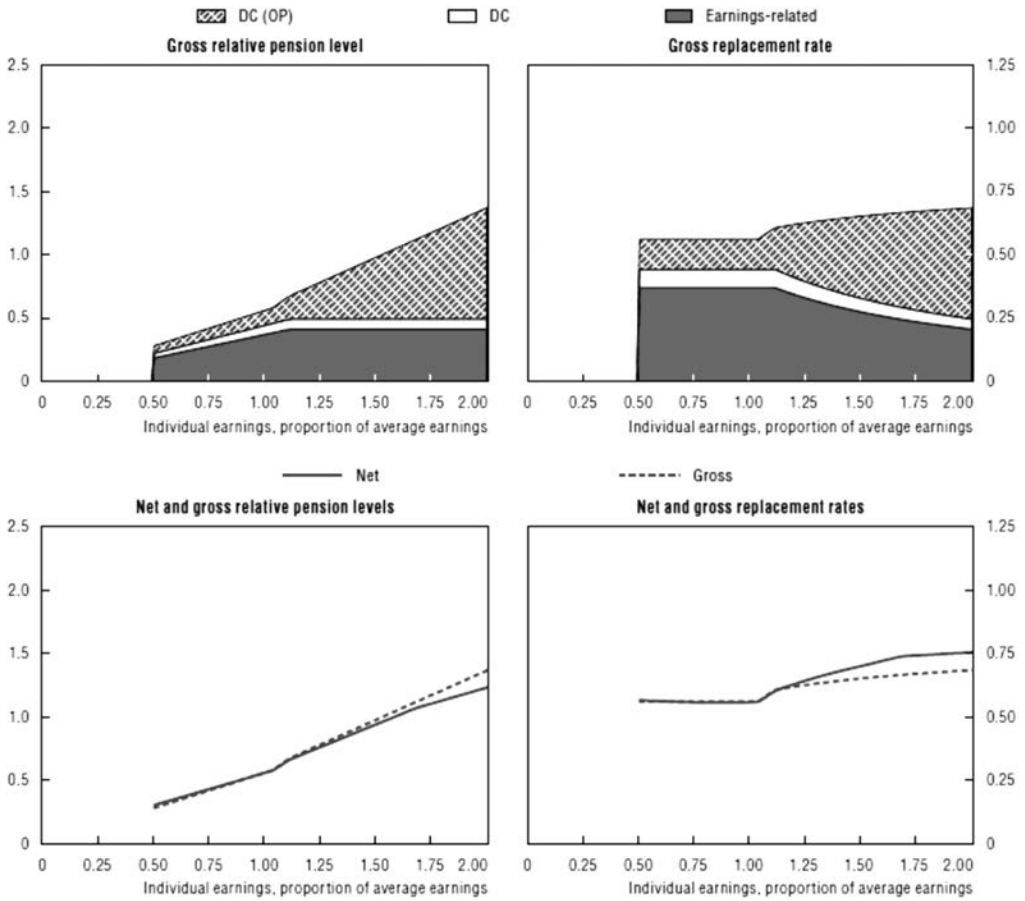 DC (OP) DC Earnings-related
Gross relative pension level
2.5
2.0
1.5
1.0
0.5
0
0 0.25 0.50 0.75 1.00 1.25 1.50 1.75 2.00
Individual earnings, proportion of average earnings
Gross replacement rate
1.25
1.00
0.75
0.50
0.25
0
0 0.25 0.50 0.75 1.00 1.25 1.50 1.75 2.00
Individual earnings, proportion of average earnings
Net Gross
Net and gross relative pension levels
2.5
2.0
1.5
1.0
0.5
0
0 0.25 0.50 0.75 1.00 1.25 1.50 1.75 2.00
Individual earnings, proportion of average earnings
Net and gross replacement rates
1.25
1.00
0.75
0.50
0.25
0
0 0.25 0.50 0.75 1.00 1.25 1.50 1.75 2.00
Individual earnings, proportion of average earnings